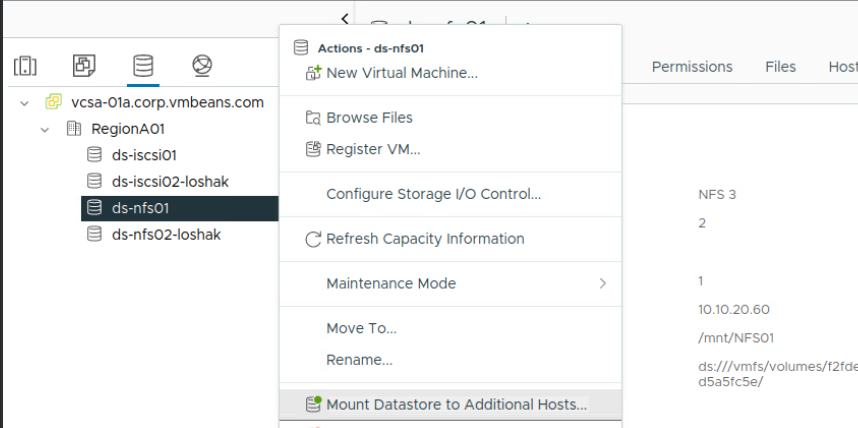 Actions - ds-nfs01
New Virtual Machine...
Permissions
Files
Host
vcsa-01a.corp.vmbeans.com
Browse Files
RegionA01
Register VM...
ds-iscsi01
ds-iscsi02-loshak
Configure Storage I/O Control...
NFS 3
ds-nfs01
2
ds-nfs02-loshak
Refresh Capacity Information
Maintenance Mode
1
10.10.20.60
Move To...
/mnt/NFS01
Rename...
ds:///vmfs/volumes/f2fde
d5a5fc5e/
Mount Datastore to Additional Hosts...